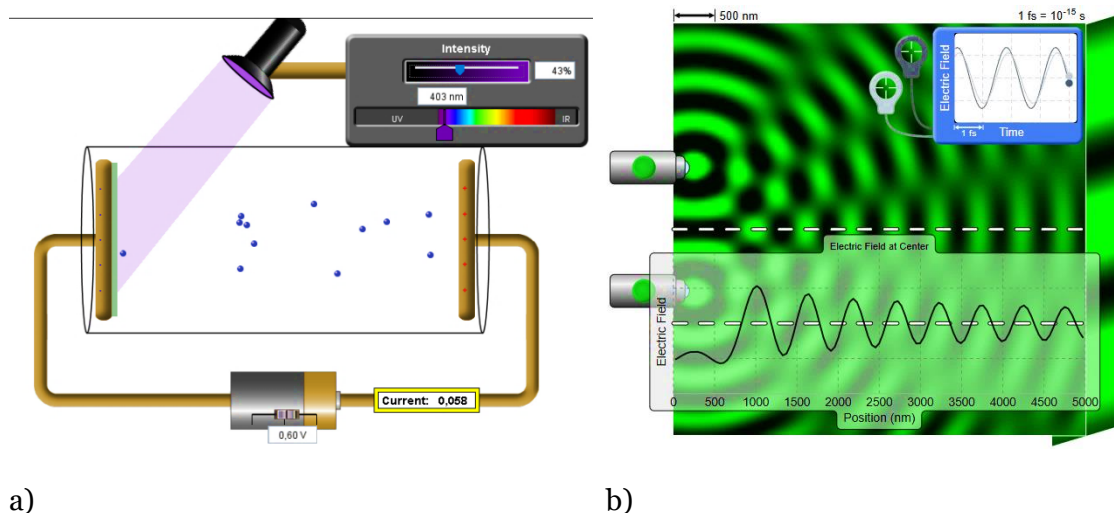 Intensity
43%
403 nm
UV
IR
Current: 0,058
0,60 V
a)
500 nm
1 fs = 10⁻¹⁵ s
Electric Field
1 fs
Time
Electric Field at Center
Electric Field
0 500 1000 1500 2000 2500 3000 3500 4000 4500 5000
Position (nm)
b)